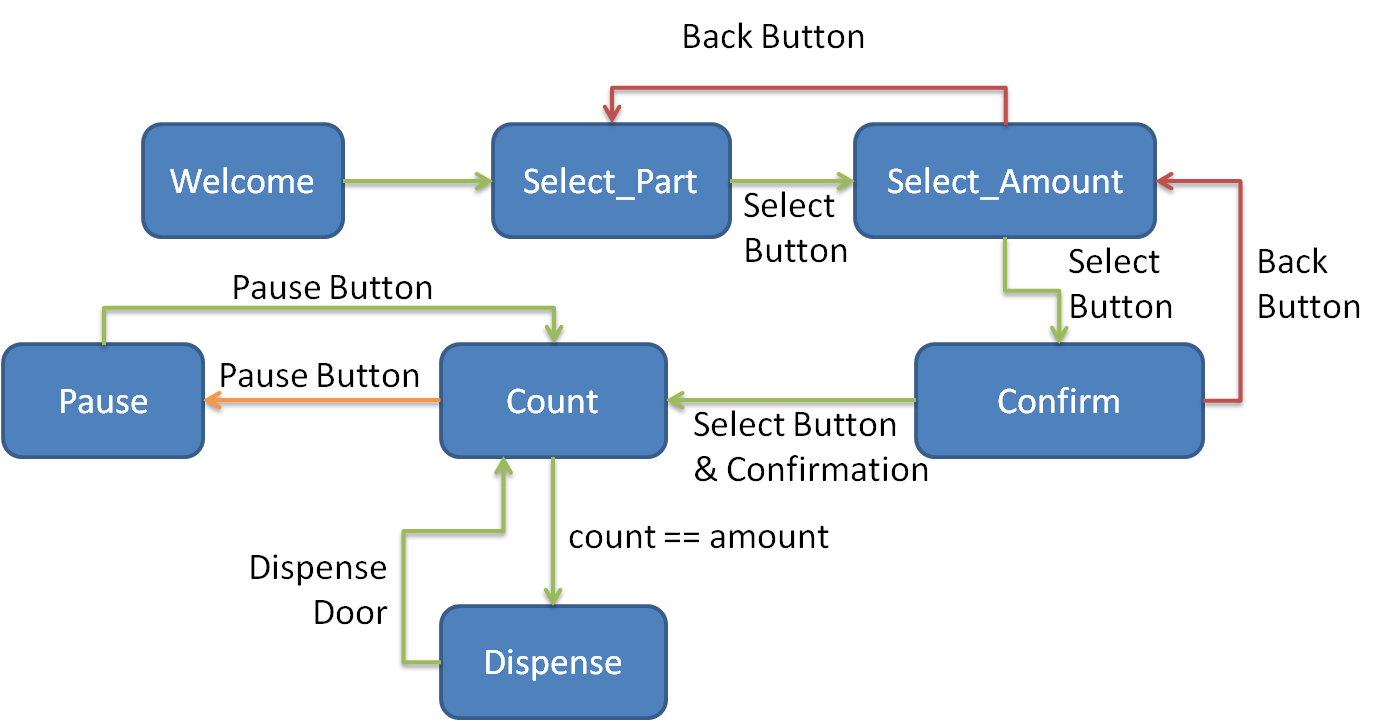 Back Button
Welcome
Select_Part
Select_Amount
Select
Button
Select
Button
Back
Button
Pause Button
Pause
Pause Button
Count
Confirm
Select Button
& Confirmation
count == amount
Dispense
Door
Dispense